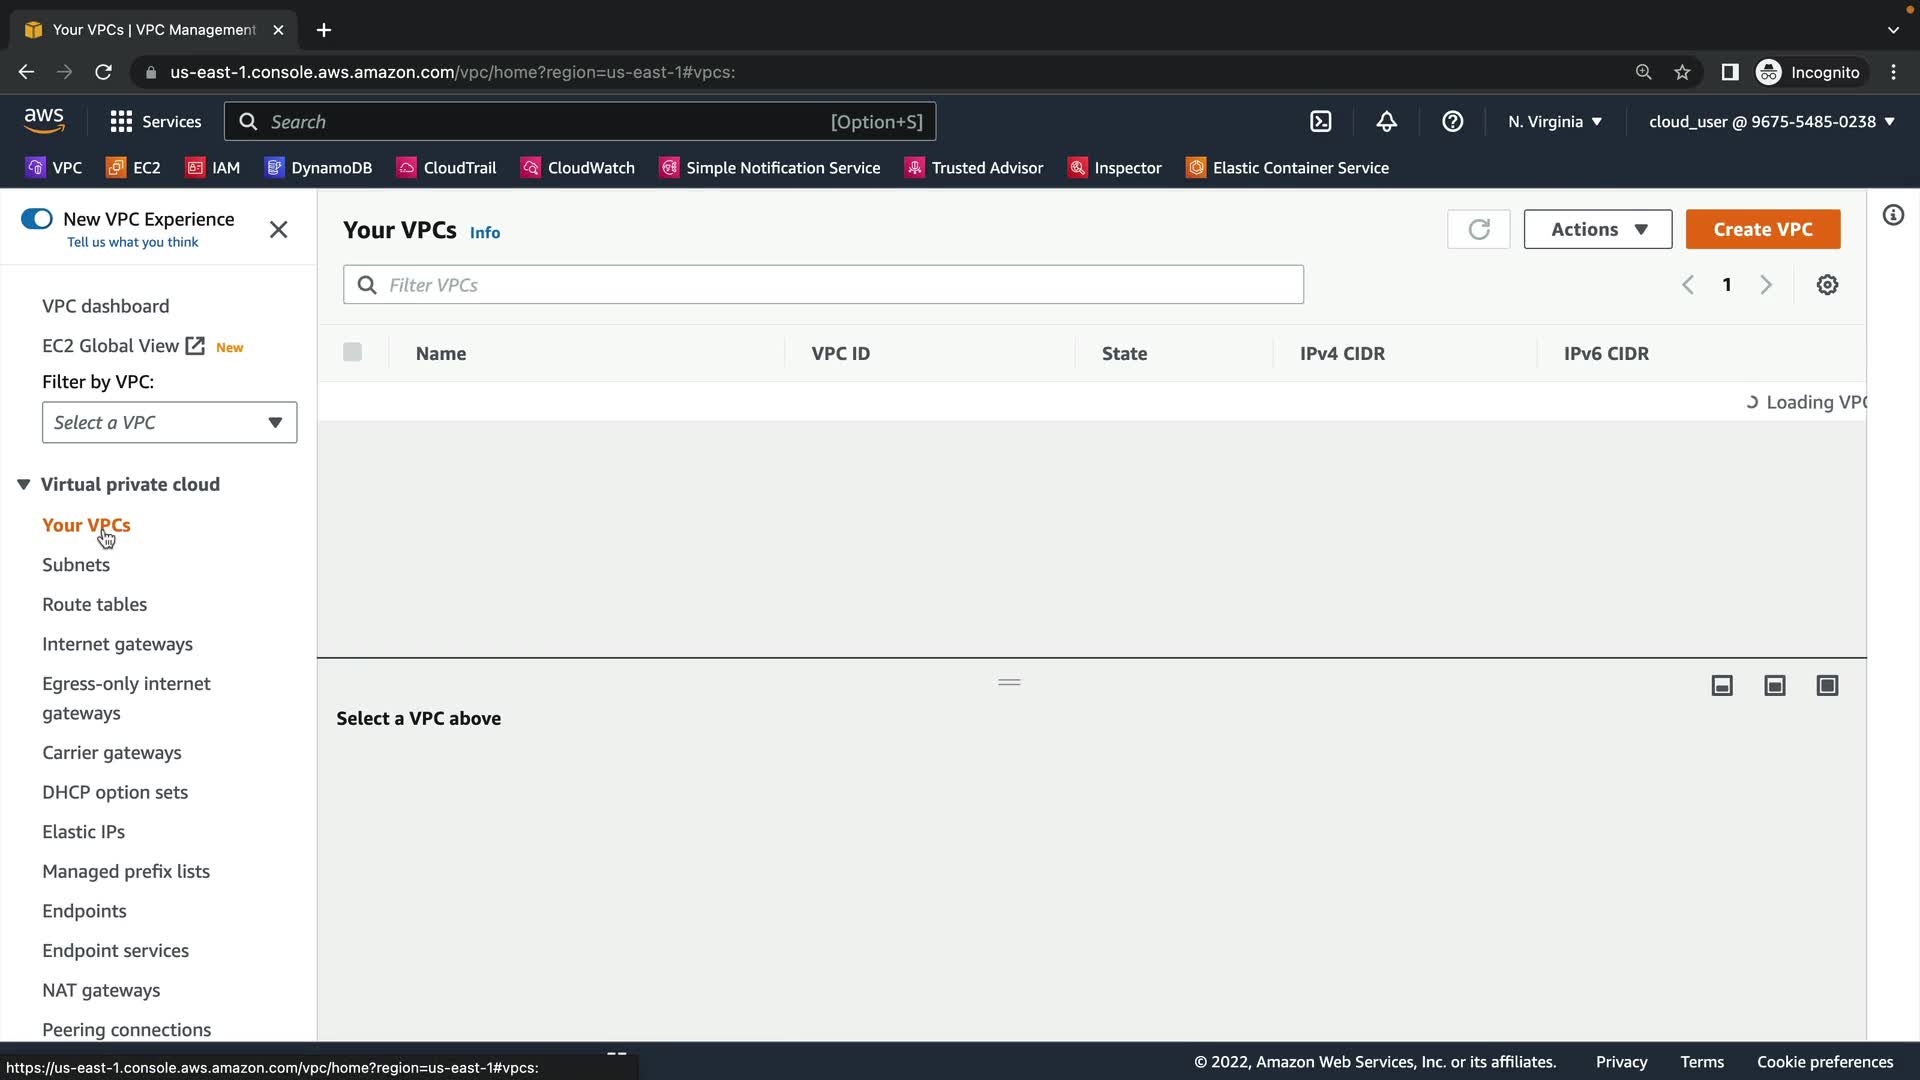 Your VPCs | VPC Management
us-east-1.console.aws.amazon.com/vpc/home?region=us-east-1#vpcs:
Incognito
aws
Services
Search
[Option+S]
N. Virginia
cloud_user @ 9675-5485-0238
VPC
EC2
IAM
DynamoDB
CloudTrail
CloudWatch
Simple Notification Service
Trusted Advisor
Inspector
Elastic Container Service
New VPC Experience
Tell us what you think
VPC dashboard
EC2 Global View New
Filter by VPC:
Select a VPC
Virtual private cloud
Your VPCs
Subnets
Route tables
Internet gateways
Egress-only internet
gateways
Carrier gateways
DHCP option sets
Elastic IPs
Managed prefix lists
Endpoints
Endpoint services
NAT gateways
Peering connections
Your VPCs Info
Actions
Create VPC
Filter VPCs
1
Name
VPC ID
State
IPv4 CIDR
IPv6 CIDR
Loading VPC
Select a VPC above
https://us-east-1.console.aws.amazon.com/vpc/home?region=us-east-1#vpcs:
© 2022, Amazon Web Services, Inc. or its affiliates.
Privacy
Terms
Cookie preferences